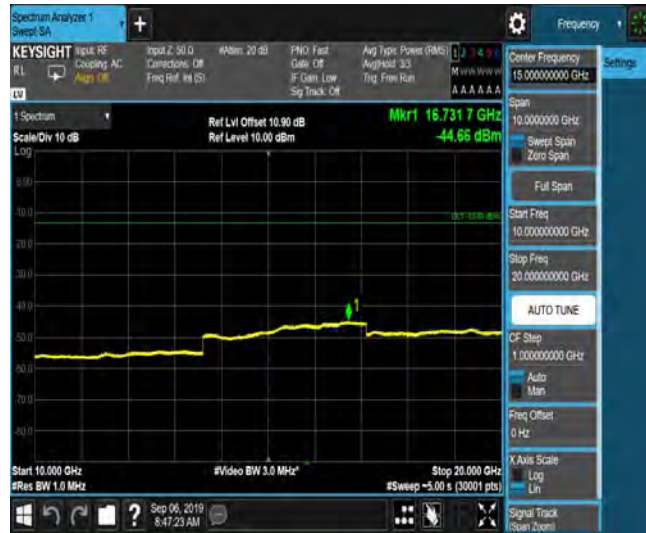 Spectrum Analyzer 1
Swept SA
+
Frequency
Settings
KEYSIGHT
RL
LV
Input: RF
Coupling: AC
Align: Off
Input Z: 50 Ω
Corrections: Off
Freq Ref: Int (S)
#Atten: 20 dB
PNO: Fast
Gate: Off
IF Gain: Low
Sig Track: Off
Avg Type: Power (RMS)
Avg|Hold: 3/3
Trig: Free Run
1 2 3 4 5 6
M W W W W W
A A A A A A
1 Spectrum
Scale/Div 10 dB
Log
Ref Lvl Offset 10.90 dB
Ref Level 10.00 dBm
Mkr1 16.731 7 GHz
-44.66 dBm
0.00
-10.0
-20.0
-30.0
-40.0
-50.0
-60.0
-70.0
-80.0
1
Start 10.000 GHz
#Res BW 1.0 MHz
#Video BW 3.0 MHz*
Stop 20.000 GHz
#Sweep ~5.00 s (30001 pts)
Center Frequency
15.000000000 GHz
Span
10.0000000 GHz
Swept Span
Zero Span
Full Span
Start Freq
10.000000000 GHz
Stop Freq
20.000000000 GHz
AUTO TUNE
CF Step
1.000000000 GHz
Auto
Man
Freq Offset
0 Hz
X Axis Scale
Log
Lin
Signal Track
(Span Zoom)
?
Sep 06, 2019
8:47:23 AM